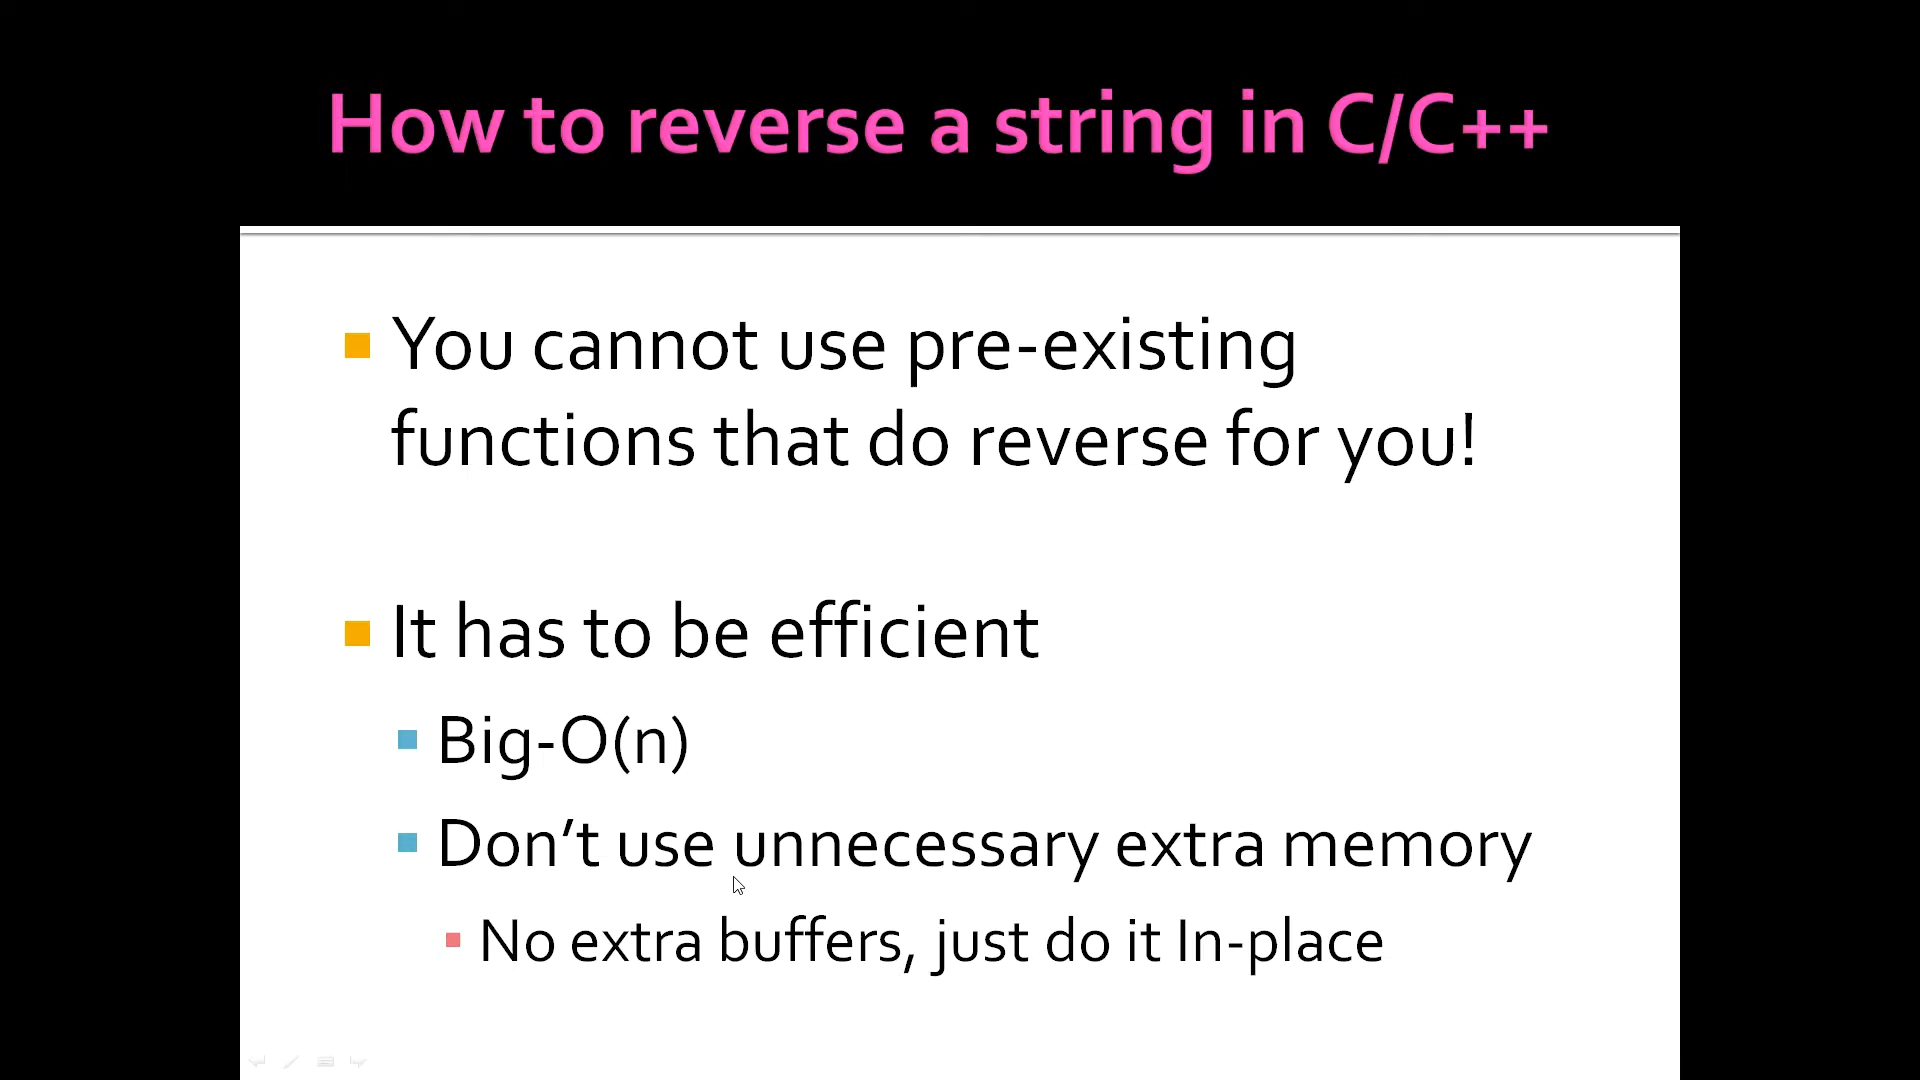 How to reverse a string in C/C++
You cannot use pre-existing
functions that do reverse for you!
It has to be efficient
Big-O(n)
Don’t use unnecessary extra memory
No extra buffers, just do it In-place